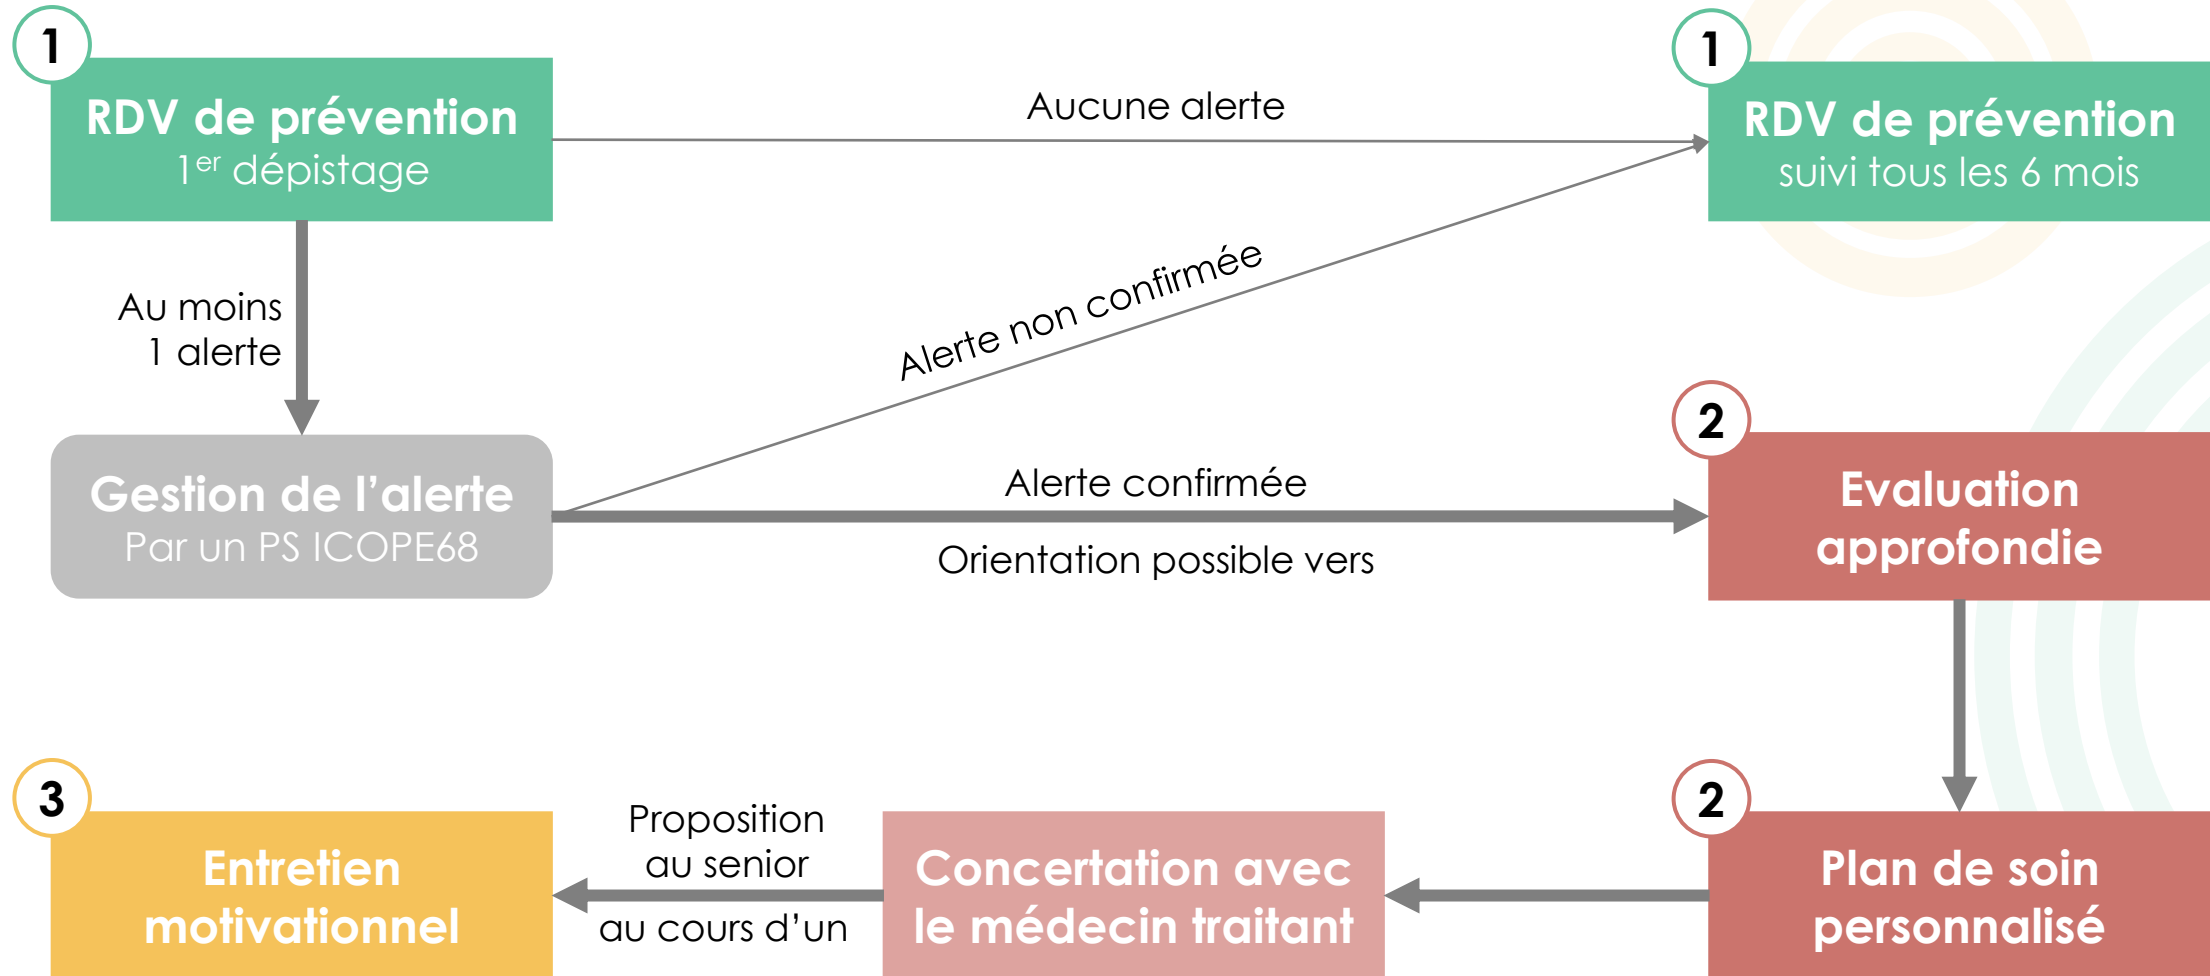 1
RDV de prévention
1er dépistage
Aucune alerte
1
RDV de prévention
suivi tous les 6 mois
Au moins
1 alerte
Alerte non confirmée
Gestion de l’alerte
Par un PS ICOPE68
Alerte confirmée
Orientation possible vers
2
Evaluation
approfondie
3
Entretien
motivationnel
Proposition
au senior
au cours d’un
Concertation avec
le médecin traitant
2
Plan de soin
personnalisé